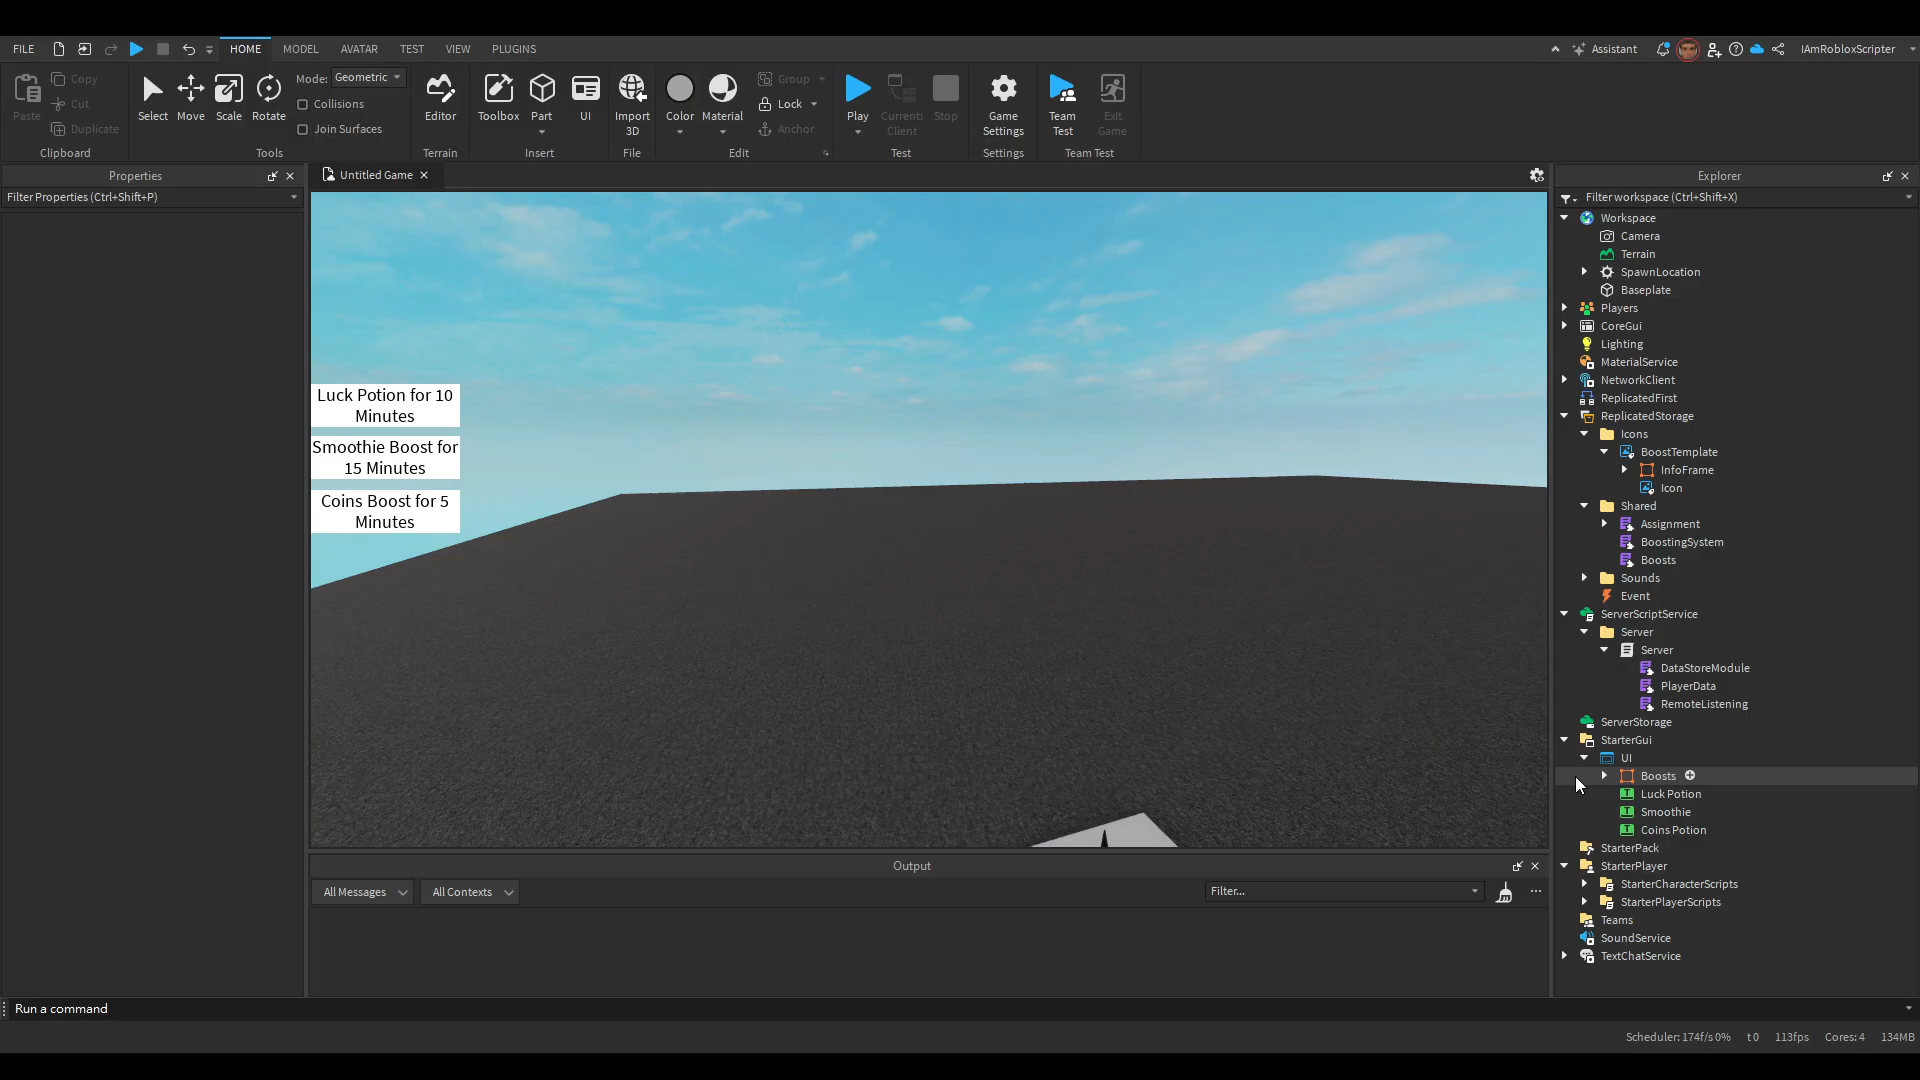 FILE
HOME
MODEL
AVATAR
TEST
VIEW
PLUGINS
Assistant
IAmRobloxScripter
Paste
Copy
Cut
Duplicate
Clipboard
Select
Move
Scale
Rotate
Mode: Geometric
Collisions
Join Surfaces
Tools
Editor
Terrain
Toolbox
Part
UI
Insert
Import
3D
File
Color
Material
Group
Lock
Anchor
Edit
Play
Current:
Client
Stop
Test
Game
Settings
Settings
Team
Test
Exit
Game
Team Test
Properties
Filter Properties (Ctrl+Shift+P)
Untitled Game
Luck Potion for 10
Minutes
Smoothie Boost for
15 Minutes
Coins Boost for 5
Minutes
Output
All Messages
All Contexts
Filter...
Explorer
Filter workspace (Ctrl+Shift+X)
Workspace
Camera
Terrain
SpawnLocation
Baseplate
Players
CoreGui
Lighting
MaterialService
NetworkClient
ReplicatedFirst
ReplicatedStorage
Icons
BoostTemplate
InfoFrame
Icon
Shared
Assignment
BoostingSystem
Boosts
Sounds
Event
ServerScriptService
Server
Server
DataStoreModule
PlayerData
RemoteListening
ServerStorage
StarterGui
UI
Boosts
Luck Potion
Smoothie
Coins Potion
StarterPack
StarterPlayer
StarterCharacterScripts
StarterPlayerScripts
Teams
SoundService
TextChatService
Run a command
Scheduler: 174f/s 0% t 0 113fps Cores: 4 134MB